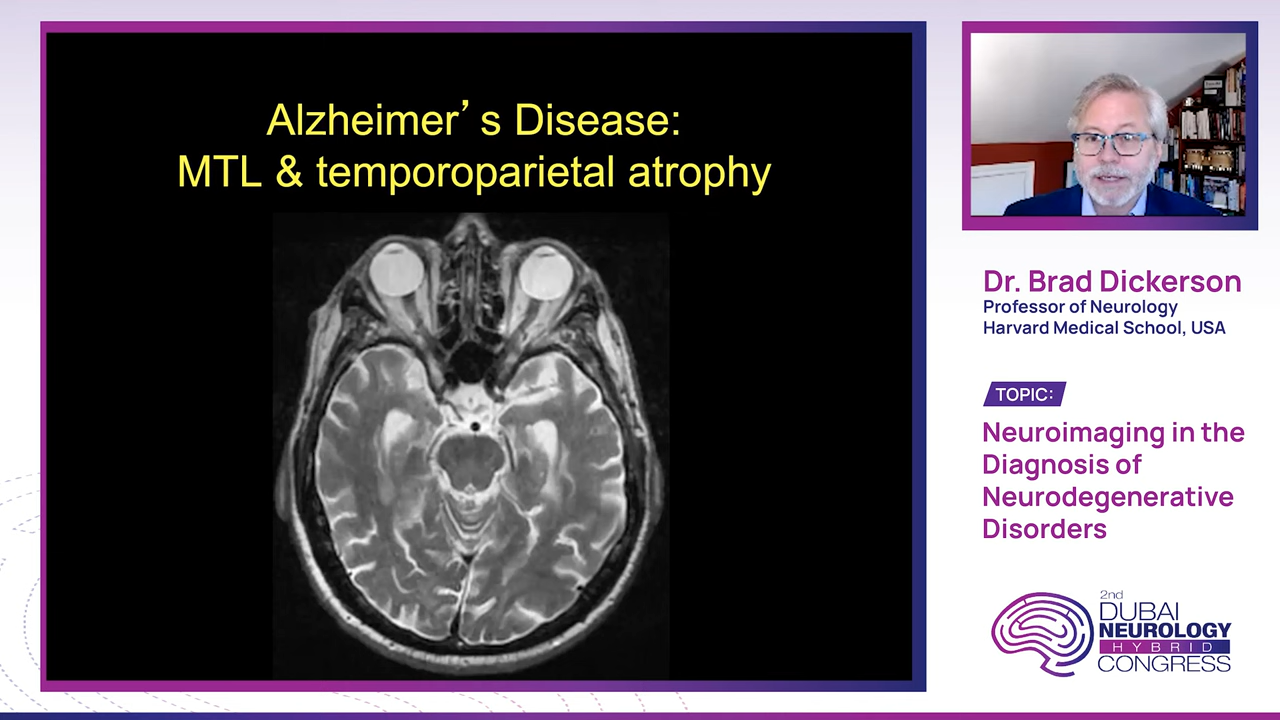 Alzheimer's Disease:
MTL & temporoparietal atrophy
Dr. Brad Dickerson
Professor of Neurology
Harvard Medical School, USA
TOPIC:
Neuroimaging in the
Diagnosis of
Neurodegenerative
Disorders
2nd
DUBAI
NEUROLOGY
HYBRID
CONGRESS